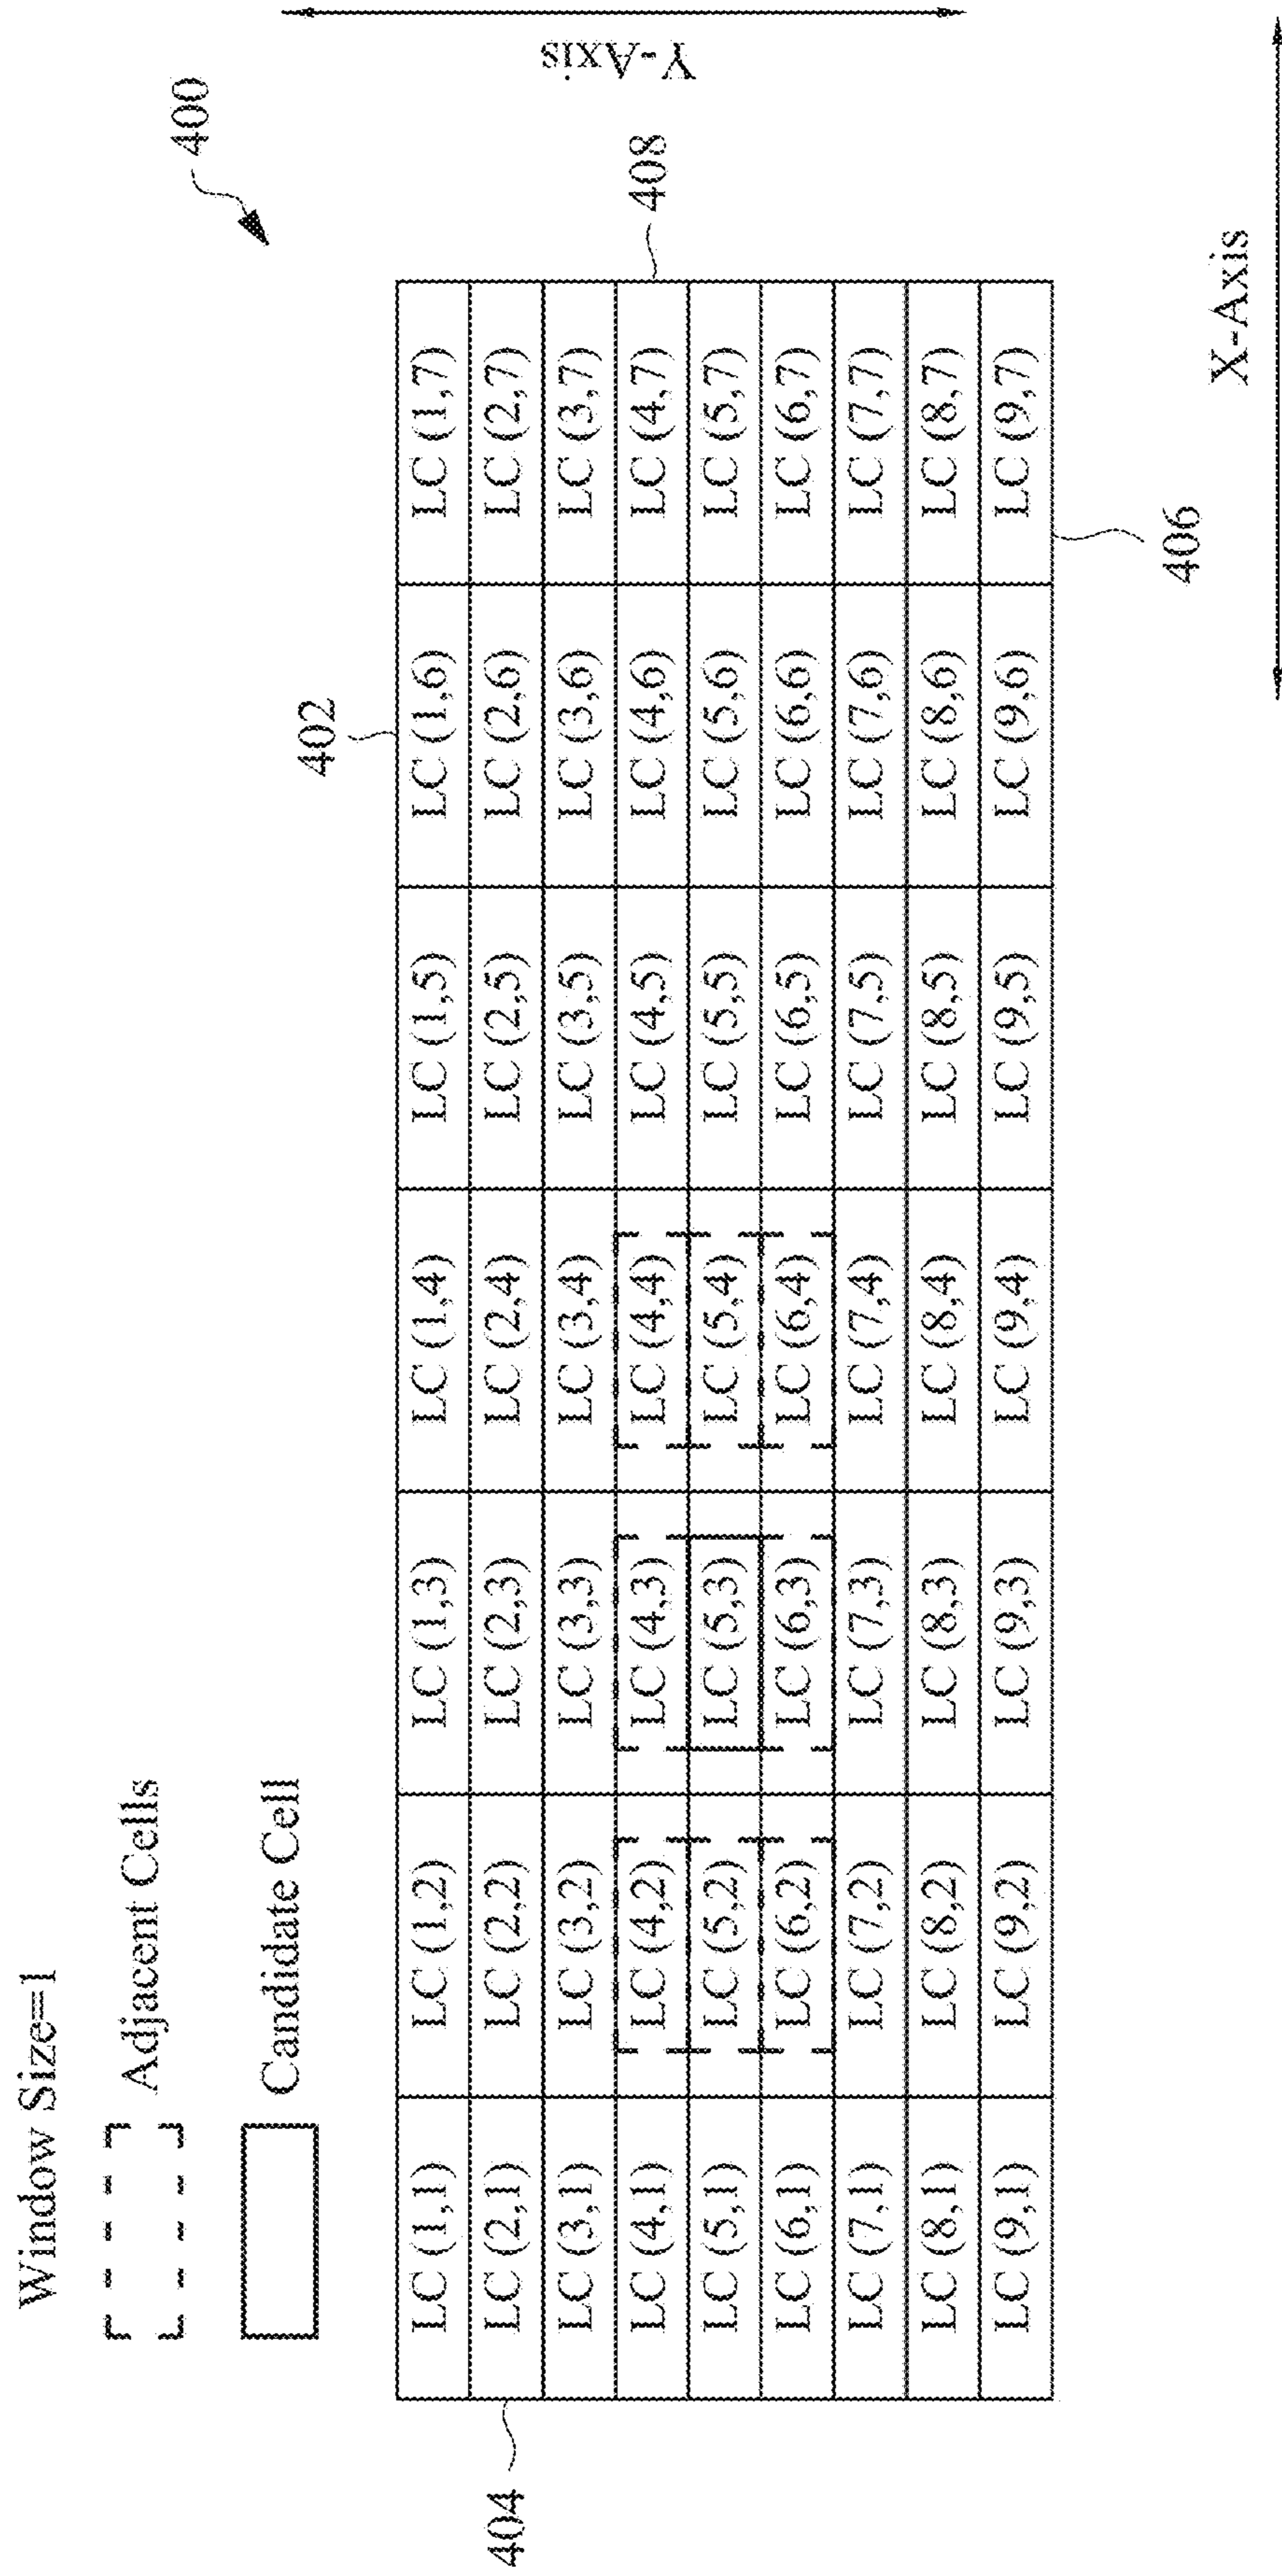 Window Size=1
Adjacent Cells
Candidate Cell
400
402
404
LC (1,1) LC (1,2) LC (1,3) LC (1,4) LC (1,5) LC (1,6) LC (1,7)
LC (2,1) LC (2,2) LC (2,3) LC (2,4) LC (2,5) LC (2,6) LC (2,7)
LC (3,1) LC (3,2) LC (3,3) LC (3,4) LC (3,5) LC (3,6) LC (3,7)
LC (4,1) LC (4,2) LC (4,3) LC (4,4) LC (4,5) LC (4,6) LC (4,7)
LC (5,1) LC (5,2) LC (5,3) LC (5,4) LC (5,5) LC (5,6) LC (5,7)
LC (6,1) LC (6,2) LC (6,3) LC (6,4) LC (6,5) LC (6,6) LC (6,7)
LC (7,1) LC (7,2) LC (7,3) LC (7,4) LC (7,5) LC (7,6) LC (7,7)
LC (8,1) LC (8,2) LC (8,3) LC (8,4) LC (8,5) LC (8,6) LC (8,7)
LC (9,1) LC (9,2) LC (9,3) LC (9,4) LC (9,5) LC (9,6) LC (9,7)
408
Y-Axis
406
X-Axis